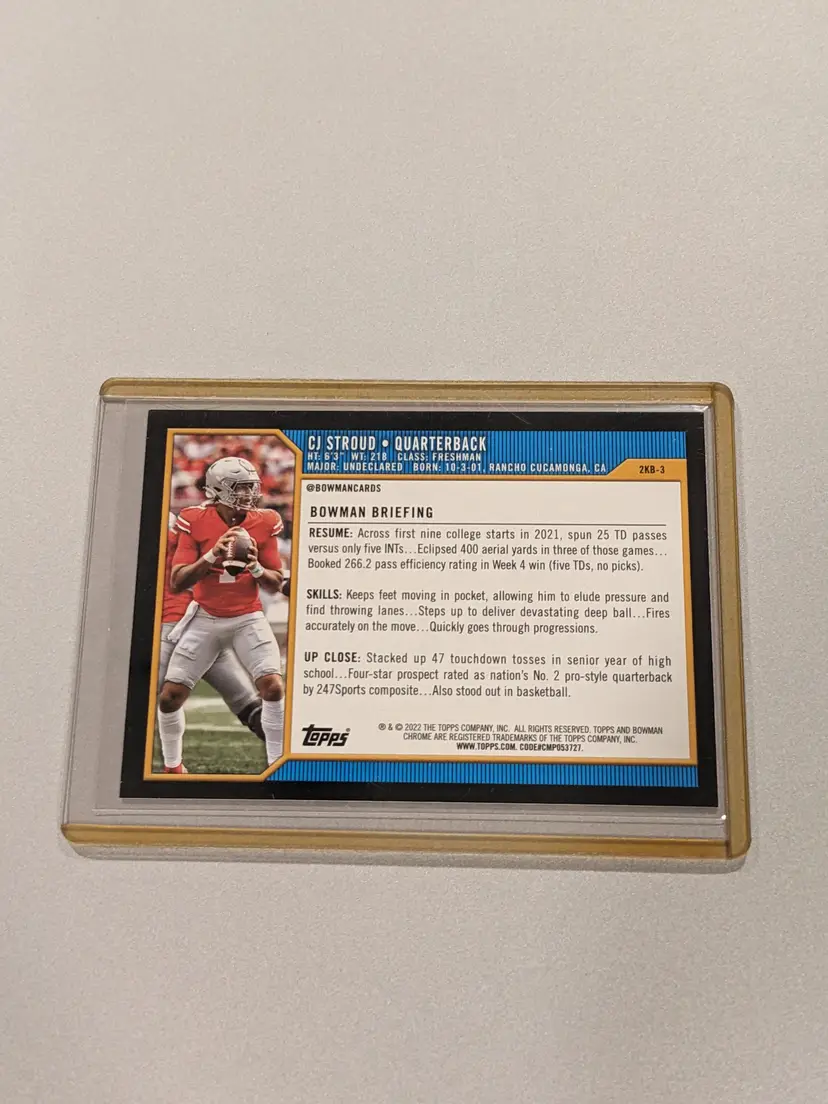 CJ STROUD • QUARTERBACK
HT: 6'3" WT: 218 CLASS: FRESHMAN
MAJOR: UNDECLARED BORN: 10-3-01, RANCHO CUCAMONGA, CA
2KB-3
@BOWMANCARDS
BOWMAN BRIEFING
RESUME: Across first nine college starts in 2021, spun 25 TD passes
versus only five INTs...Eclipsed 400 aerial yards in three of those games...
Booked 266.2 pass efficiency rating in Week 4 win (five TDs, no picks).
SKILLS: Keeps feet moving in pocket, allowing him to elude pressure and
find throwing lanes...Steps up to deliver devastating deep ball...Fires
accurately on the move...Quickly goes through progressions.
UP CLOSE: Stacked up 47 touchdown tosses in senior year of high
school...Four-star prospect rated as nation's No. 2 pro-style quarterback
by 247Sports composite...Also stood out in basketball.
Topps®
® & © 2022 THE TOPPS COMPANY, INC. ALL RIGHTS RESERVED. TOPPS AND BOWMAN
CHROME ARE REGISTERED TRADEMARKS OF THE TOPPS COMPANY, INC.
WWW.TOPPS.COM. CODE#CMP053727.